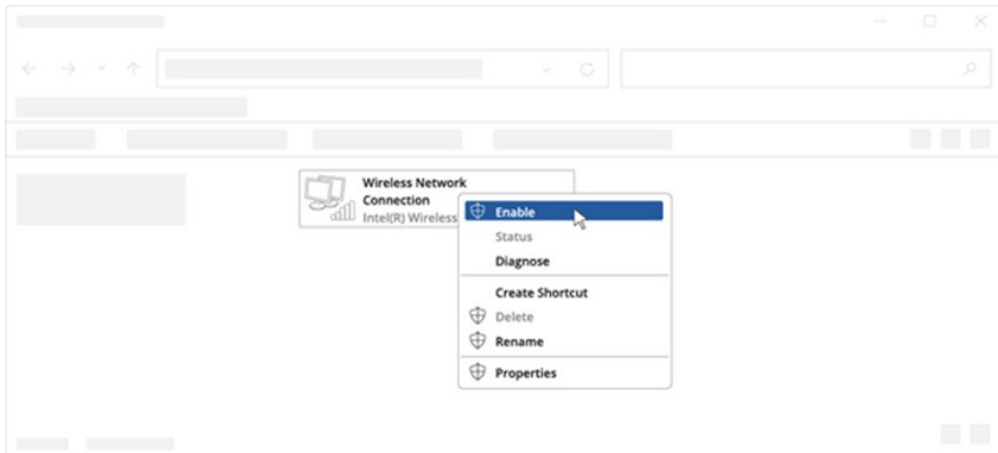 Wireless Network
Connection
Intel(R) Wireless
Enable
Status
Diagnose
Create Shortcut
Delete
Rename
Properties